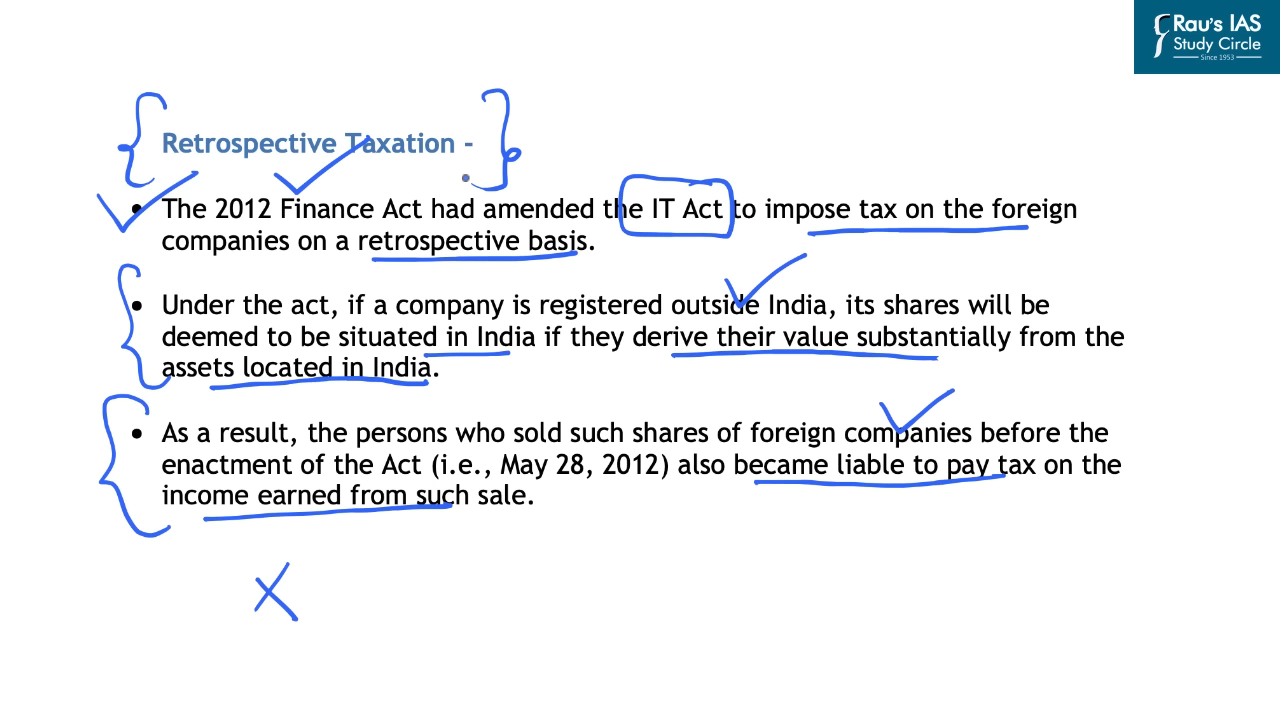 Rau's IAS
Study Circle
Since 1953
Retrospective Taxation -
• The 2012 Finance Act had amended the IT Act to impose tax on the foreign
companies on a retrospective basis.
• Under the act, if a company is registered outside India, its shares will be
deemed to be situated in India if they derive their value substantially from the
assets located in India.
• As a result, the persons who sold such shares of foreign companies before the
enactment of the Act (i.e., May 28, 2012) also became liable to pay tax on the
income earned from such sale.